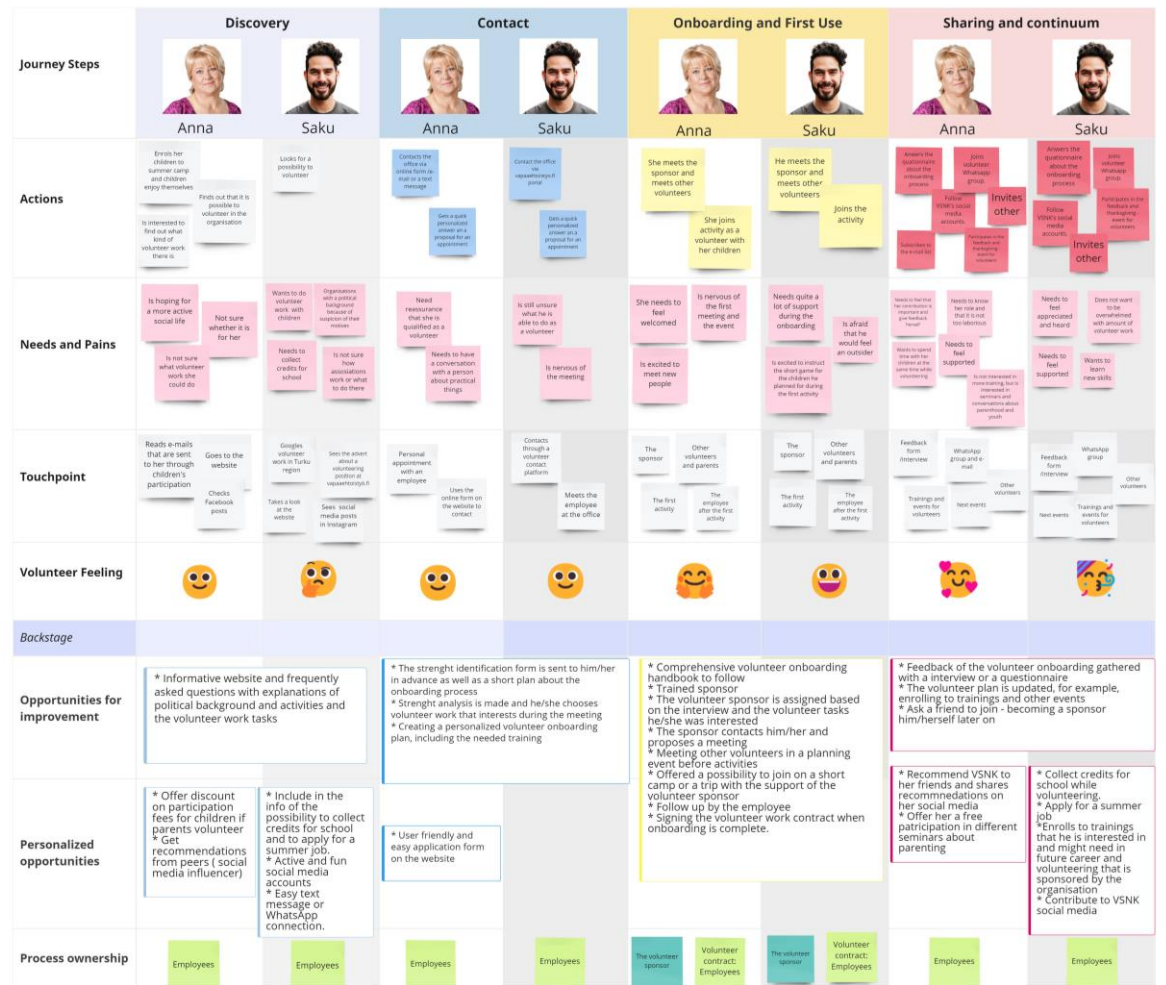 Discovery
Contact
Onboarding and First Use
Sharing and continuum
Journey Steps
Anna
Saku
Anna
Saku
Anna
Saku
Anna
Saku
Actions
Enrols her
children to
summer camp
and children
enjoy themselves
Finds out that it is
possible to
volunteer in the
organisation
Is interested to
find out what
kind of
volunteer work
there is
Looks for a
possibility to
volunteer
Contacts the
office via
online form /e-
mail or a text
message
Gets a quick
personalized
answer an a
proposal for an
appointment
Contact the office
via
vapaaehtoistyö.fi
portal
Gets a quick
personalized
answer an a
proposal for an
appointment
She meets the
sponsor and
meets other
volunteers
She joins
activity as a
volunteer with
her children
He meets the
sponsor and
meets other
volunteers
Joins the
activity
Anwers the
quationnaire
about the
onboarding
process
Joins
volunteer
Whatsapp
group.
Follow
VSNK's social
media
accounts.
Invites
other
Subscribe to
the e-mail list
Participates in the
feedback and
thanksgiving -
event for
volunteers
Anwers the
quationnaire
about the
onboarding
process
Joins
volunteer
Whatsapp
group
Follow
VSNK's social
media
accounts.
Participates in the
feedback and
thanksgiving -
event for
volunteers
Invites
other
Needs and Pains
Is hoping for
a more active
social life
Not sure
whether it is
for her
Is not sure
what volunteer
work she
could do
Wants to do
volunteer
work with
children
Organisations
with a political
background
because of
suspicion of their
motives
Needs to
collect
credits for
school
Is not sure
how
assosiations
work or what
to do there
Need
reassurance
that she is
qualified as a
volunteer
Needs to have
a conversation
with a person
about practical
things
Is still unsure
what he is
able to do as
a volunteer
Is nervous of
the meeting
She needs to
feel
welcomed
Is nervous of
the first
meeting and
the event
Is excited to
meet new
people
Needs quite
a lot of support
during the
onboarding
Is afraid that
he would feel
an outsider
Is excited to instruct
the short game for
the children he
planned for during
the first activity
Needs to feel that
her contribution is
important and
give feedback
herself
Needs to know
her role and
that it is not
too laborious
Wants to spend
time with her
children at the
same time while
volunteering
Needs to
feel
supported
Is not interested in
more training, but is
interested in
seminars and
conversations about
parenthood and
youth
Needs to
feel
appreciated
and heard
Does not want
to be
overwhelmed
with amount of
volunteer work
Needs to
feel
supported
Wants to
learn
new skills
Touchpoint
Reads e-mails
that are sent
to her through
children's
participation
Goes to the
website
Checks
Facebook
posts
Googles
volunteer
work in Turku
region
Sees the advert
about a
volunteering
position at
vapaaehtoistyö.fi
Takes a look
at the
website
Sees social
media posts
in Instagram
Personal
appointment
with an
employee
Uses the
online form on
the website to
contact
Contacts
through a
volunteer
contact
platform
Meets the
employee
at the office
The
sponsor
Other
volunteers
and parents
The first
activity
The
employee
after the first
activity
The
sponsor
Other
volunteers
and parents
The first
activity
The
employee
after the first
activity
Feedback
form
/interview
WhatsApp
group and e-
mail
Other
volunteers
Trainings and
events for
volunteers
Next events
Feedback
form
/interview
WhatsApp
group
Other
volunteers
Next events
Trainings and
events for
volunteers
Volunteer Feeling
Backstage
Opportunities for
improvement
* Informative website and frequently
asked questions with explanations of
political background and activities and
the volunteer work tasks
* The strenght identification form is sent to him/her
in advance as well as a short plan about the
onboarding process
* Strenght analysis is made and he/she chooses
volunteer work that interests during the meeting
* Creating a personalized volunteer onboarding
plan, including the needed training
* Comprehensive volunteer onboarding
handbook to follow
* Trained sponsor
* The volunteer sponsor is assigned based
on the interview and the volunteer tasks
he/she was interested
* The sponsor contacts him/her and
proposes a meeting
* Meeting other volunteers in a planning
event before activities
* Offered a possibility to join on a short
camp or a trip with the support of the
volunteer sponsor
* Follow up by the employee
* Signing the volunteer work contract when
onboarding is complete.
* Feedback of the volunteer onboarding gathered
with a interview or a questionnaire
* The volunteer plan is updated, for example,
enrolling to trainings and other events
* Ask a friend to join - becoming a sponsor
him/herself later on
Personalized
opportunities
* Offer discount
on participation
fees for children if
parents volunteer
* Get
recommendations
from peers ( social
media influencer)
* Include in the
info of the
possibility to collect
credits for school
and to apply for a
summer job.
* Active and fun
social media
accounts
* Easy text
message or
WhatsApp
connection.
* User friendly and
easy application form
on the website
* Recommend VSNK to
her friends and shares
recommnedations on
her social media
* Offer her a free
patricipation in different
seminars about
parenting
* Collect credits for
school while
volunteering.
* Apply for a summer
job
*Enrolls to trainings
that he is interested in
and might need in
future career and
volunteering that is
sponsored by the
organisation
* Contribute to VSNK
social media
Process ownership
Employees
Employees
Employees
Employees
The volunteer
sponsor
Volunteer
contract:
Employees
The volunteer
sponsor
Volunteer
contract:
Employees
Employees
Employees